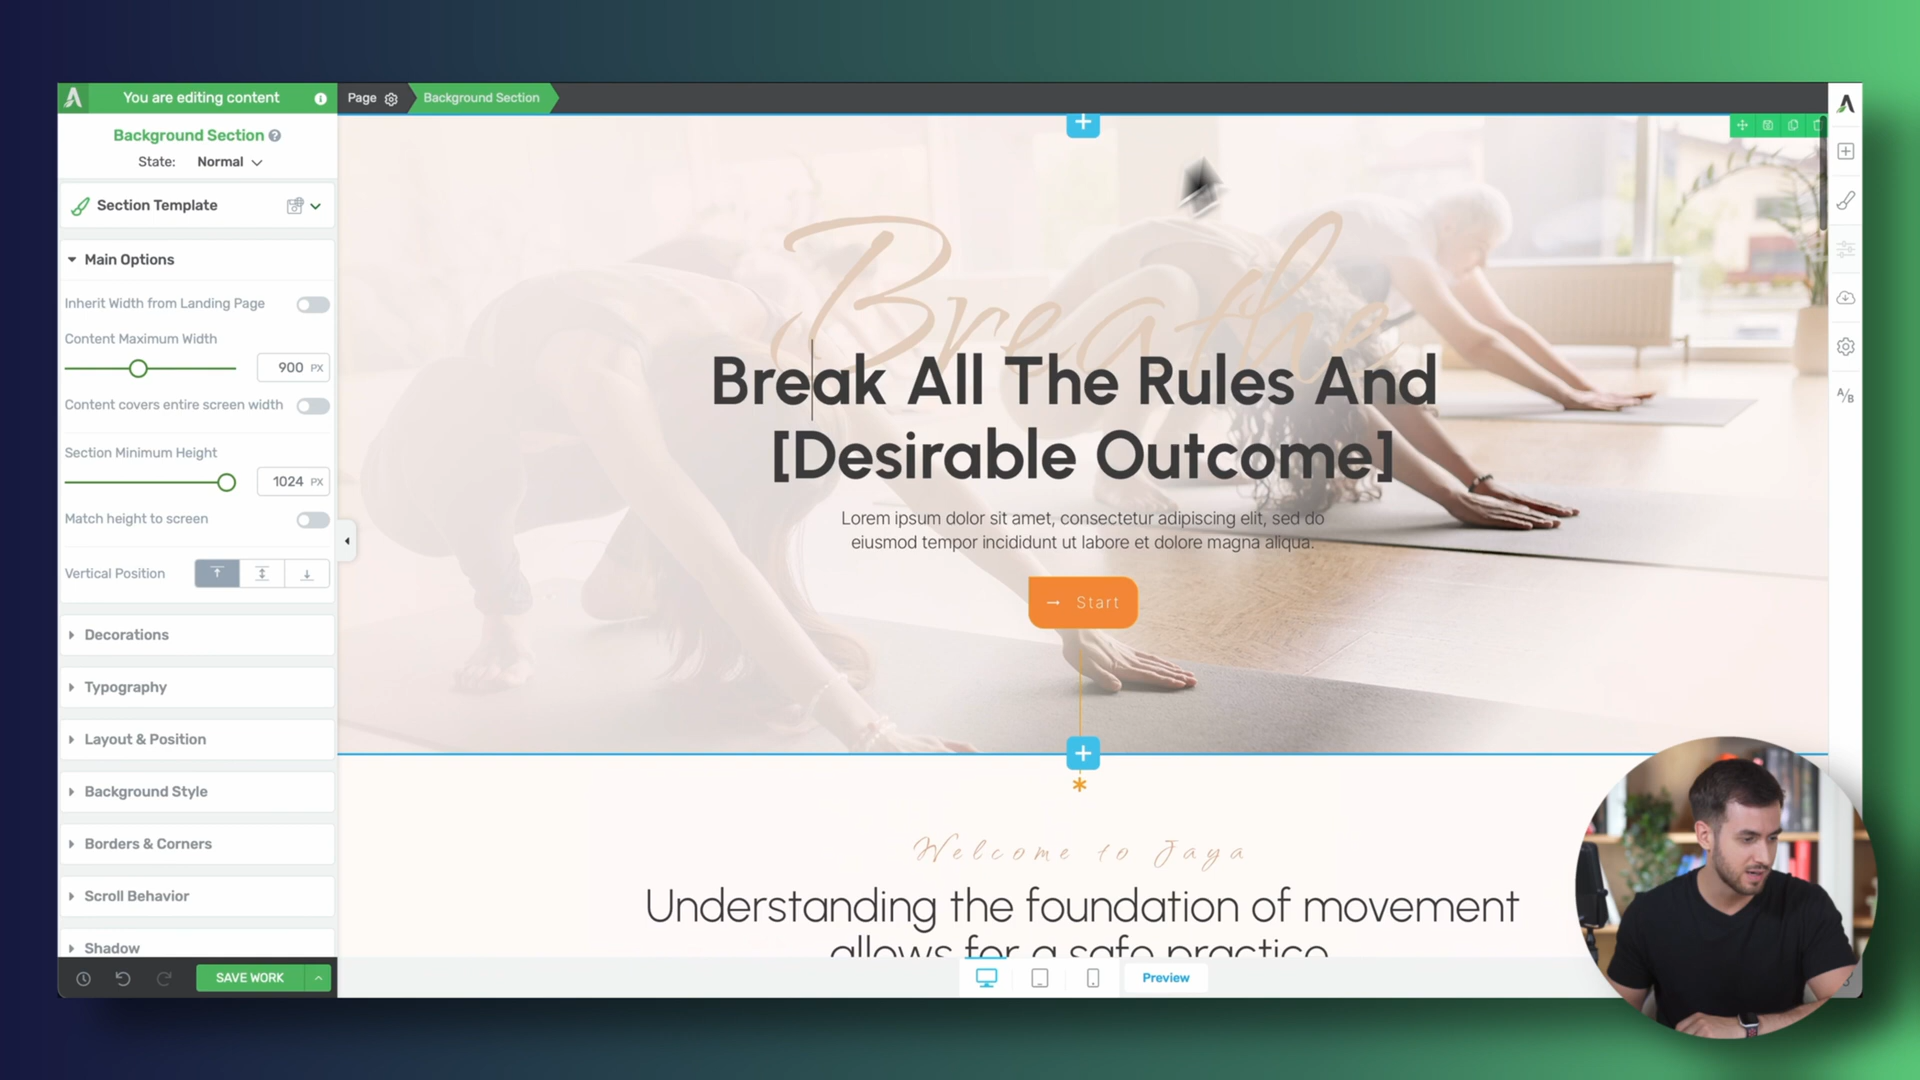 You are editing content
Page
Background Section
Background Section
State: Normal
Section Template
Main Options
Inherit Width from Landing Page
Content Maximum Width
900 PX
Content covers entire screen width
Section Minimum Height
1024 PX
Match height to screen
Vertical Position
Decorations
Typography
Layout & Position
Background Style
Borders & Corners
Scroll Behavior
Shadow
SAVE WORK
Breathe
Break All The Rules And
[Desirable Outcome]
Lorem ipsum dolor sit amet, consectetur adipiscing elit, sed do
eiusmod tempor incididunt ut labore et dolore magna aliqua.
→ Start
*
Welcome to Jaya
Understanding the foundation of movement
allows for a safe practice
Preview
A/B